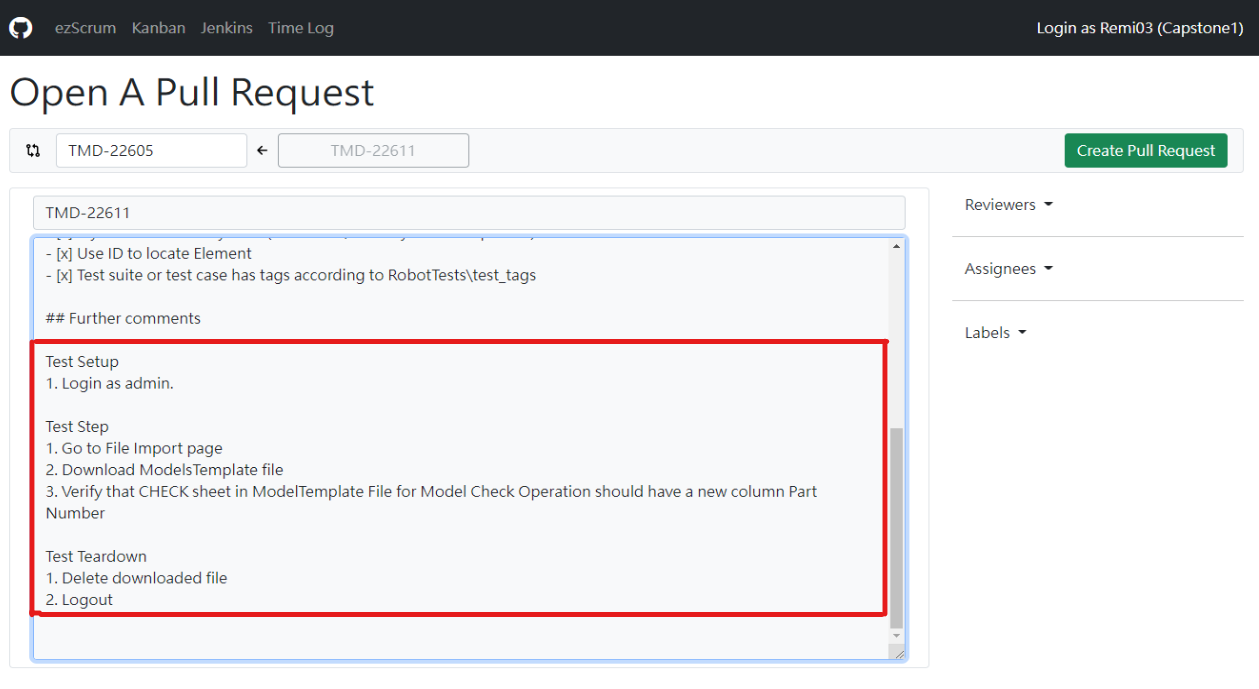 ezScrum Kanban Jenkins Time Log Login as Remi03 (Capstone1)
Open A Pull Request
TMD-22605 ← TMD-22611 Create Pull Request
TMD-22611
- [x] Use ID to locate Element
- [x] Test suite or test case has tags according to RobotTests\test_tags
## Further comments
Test Setup
1. Login as admin.
Test Step
1. Go to File Import page
2. Download ModelsTemplate file
3. Verify that CHECK sheet in ModelTemplate File for Model Check Operation should have a new column Part
Number
Test Teardown
1. Delete downloaded file
2. Logout
Reviewers
Assignees
Labels